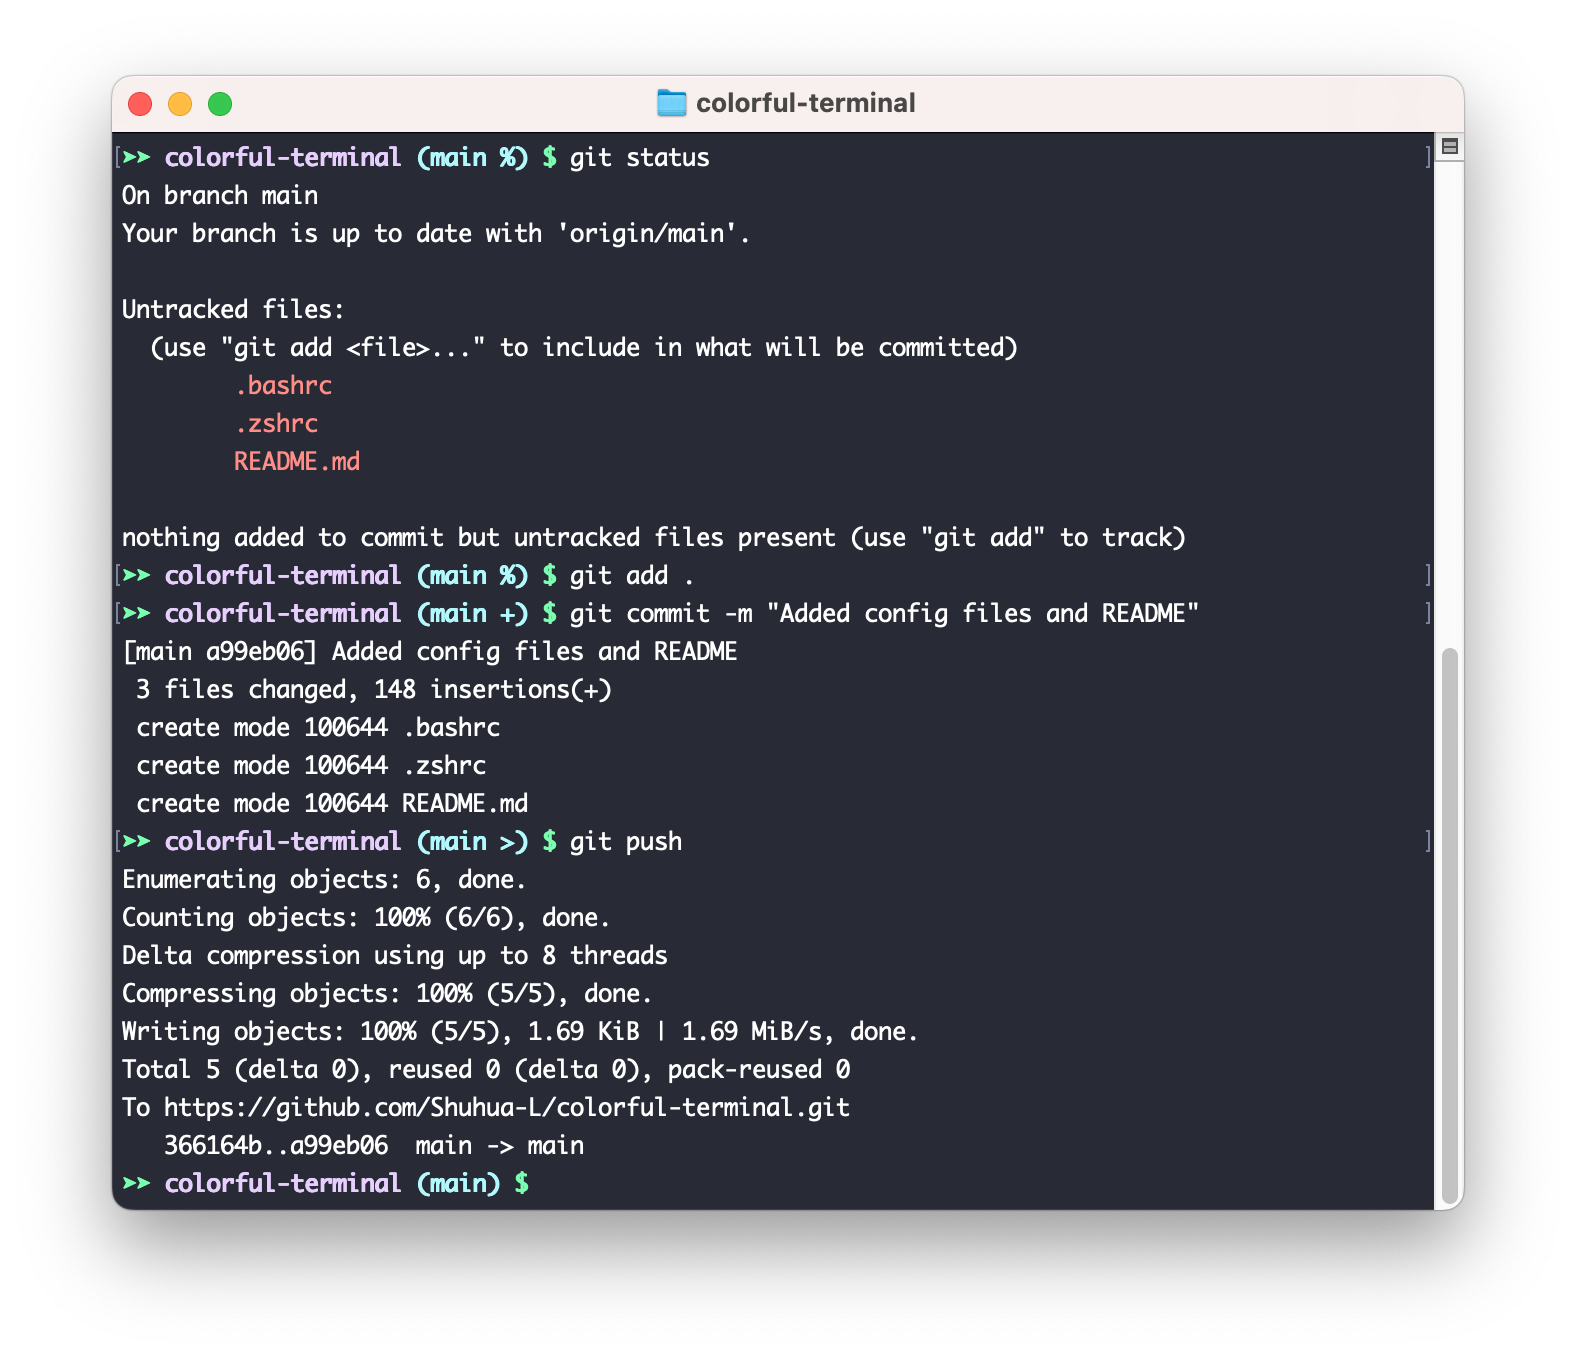 colorful-terminal
[➤➤ colorful-terminal (main %) $ git status ]
On branch main
Your branch is up to date with 'origin/main'.

Untracked files:
  (use "git add <file>..." to include in what will be committed)
        .bashrc
        .zshrc
        README.md

nothing added to commit but untracked files present (use "git add" to track)
[➤➤ colorful-terminal (main %) $ git add . ]
[➤➤ colorful-terminal (main +) $ git commit -m "Added config files and README" ]
[main a99eb06] Added config files and README
 3 files changed, 148 insertions(+)
 create mode 100644 .bashrc
 create mode 100644 .zshrc
 create mode 100644 README.md
[➤➤ colorful-terminal (main >) $ git push ]
Enumerating objects: 6, done.
Counting objects: 100% (6/6), done.
Delta compression using up to 8 threads
Compressing objects: 100% (5/5), done.
Writing objects: 100% (5/5), 1.69 KiB | 1.69 MiB/s, done.
Total 5 (delta 0), reused 0 (delta 0), pack-reused 0
To https://github.com/Shuhua-L/colorful-terminal.git
   366164b..a99eb06  main -> main
➤➤ colorful-terminal (main) $